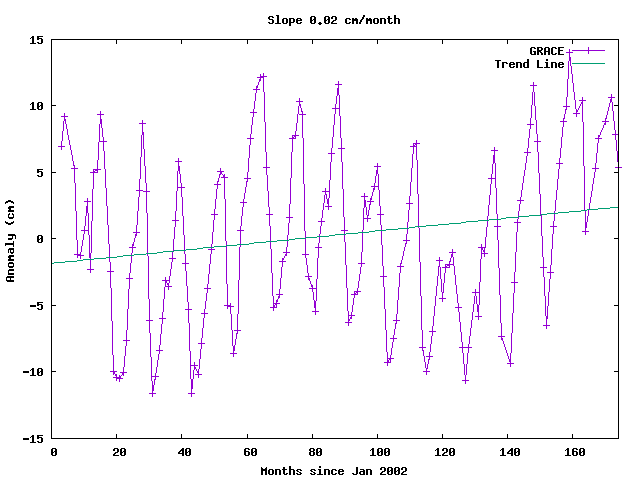 Slope 0.02 cm/month
GRACE
Trend Line
15
10
5
0
-5
-10
-15
Anomaly (cm)
0 20 40 60 80 100 120 140 160
Months since Jan 2002